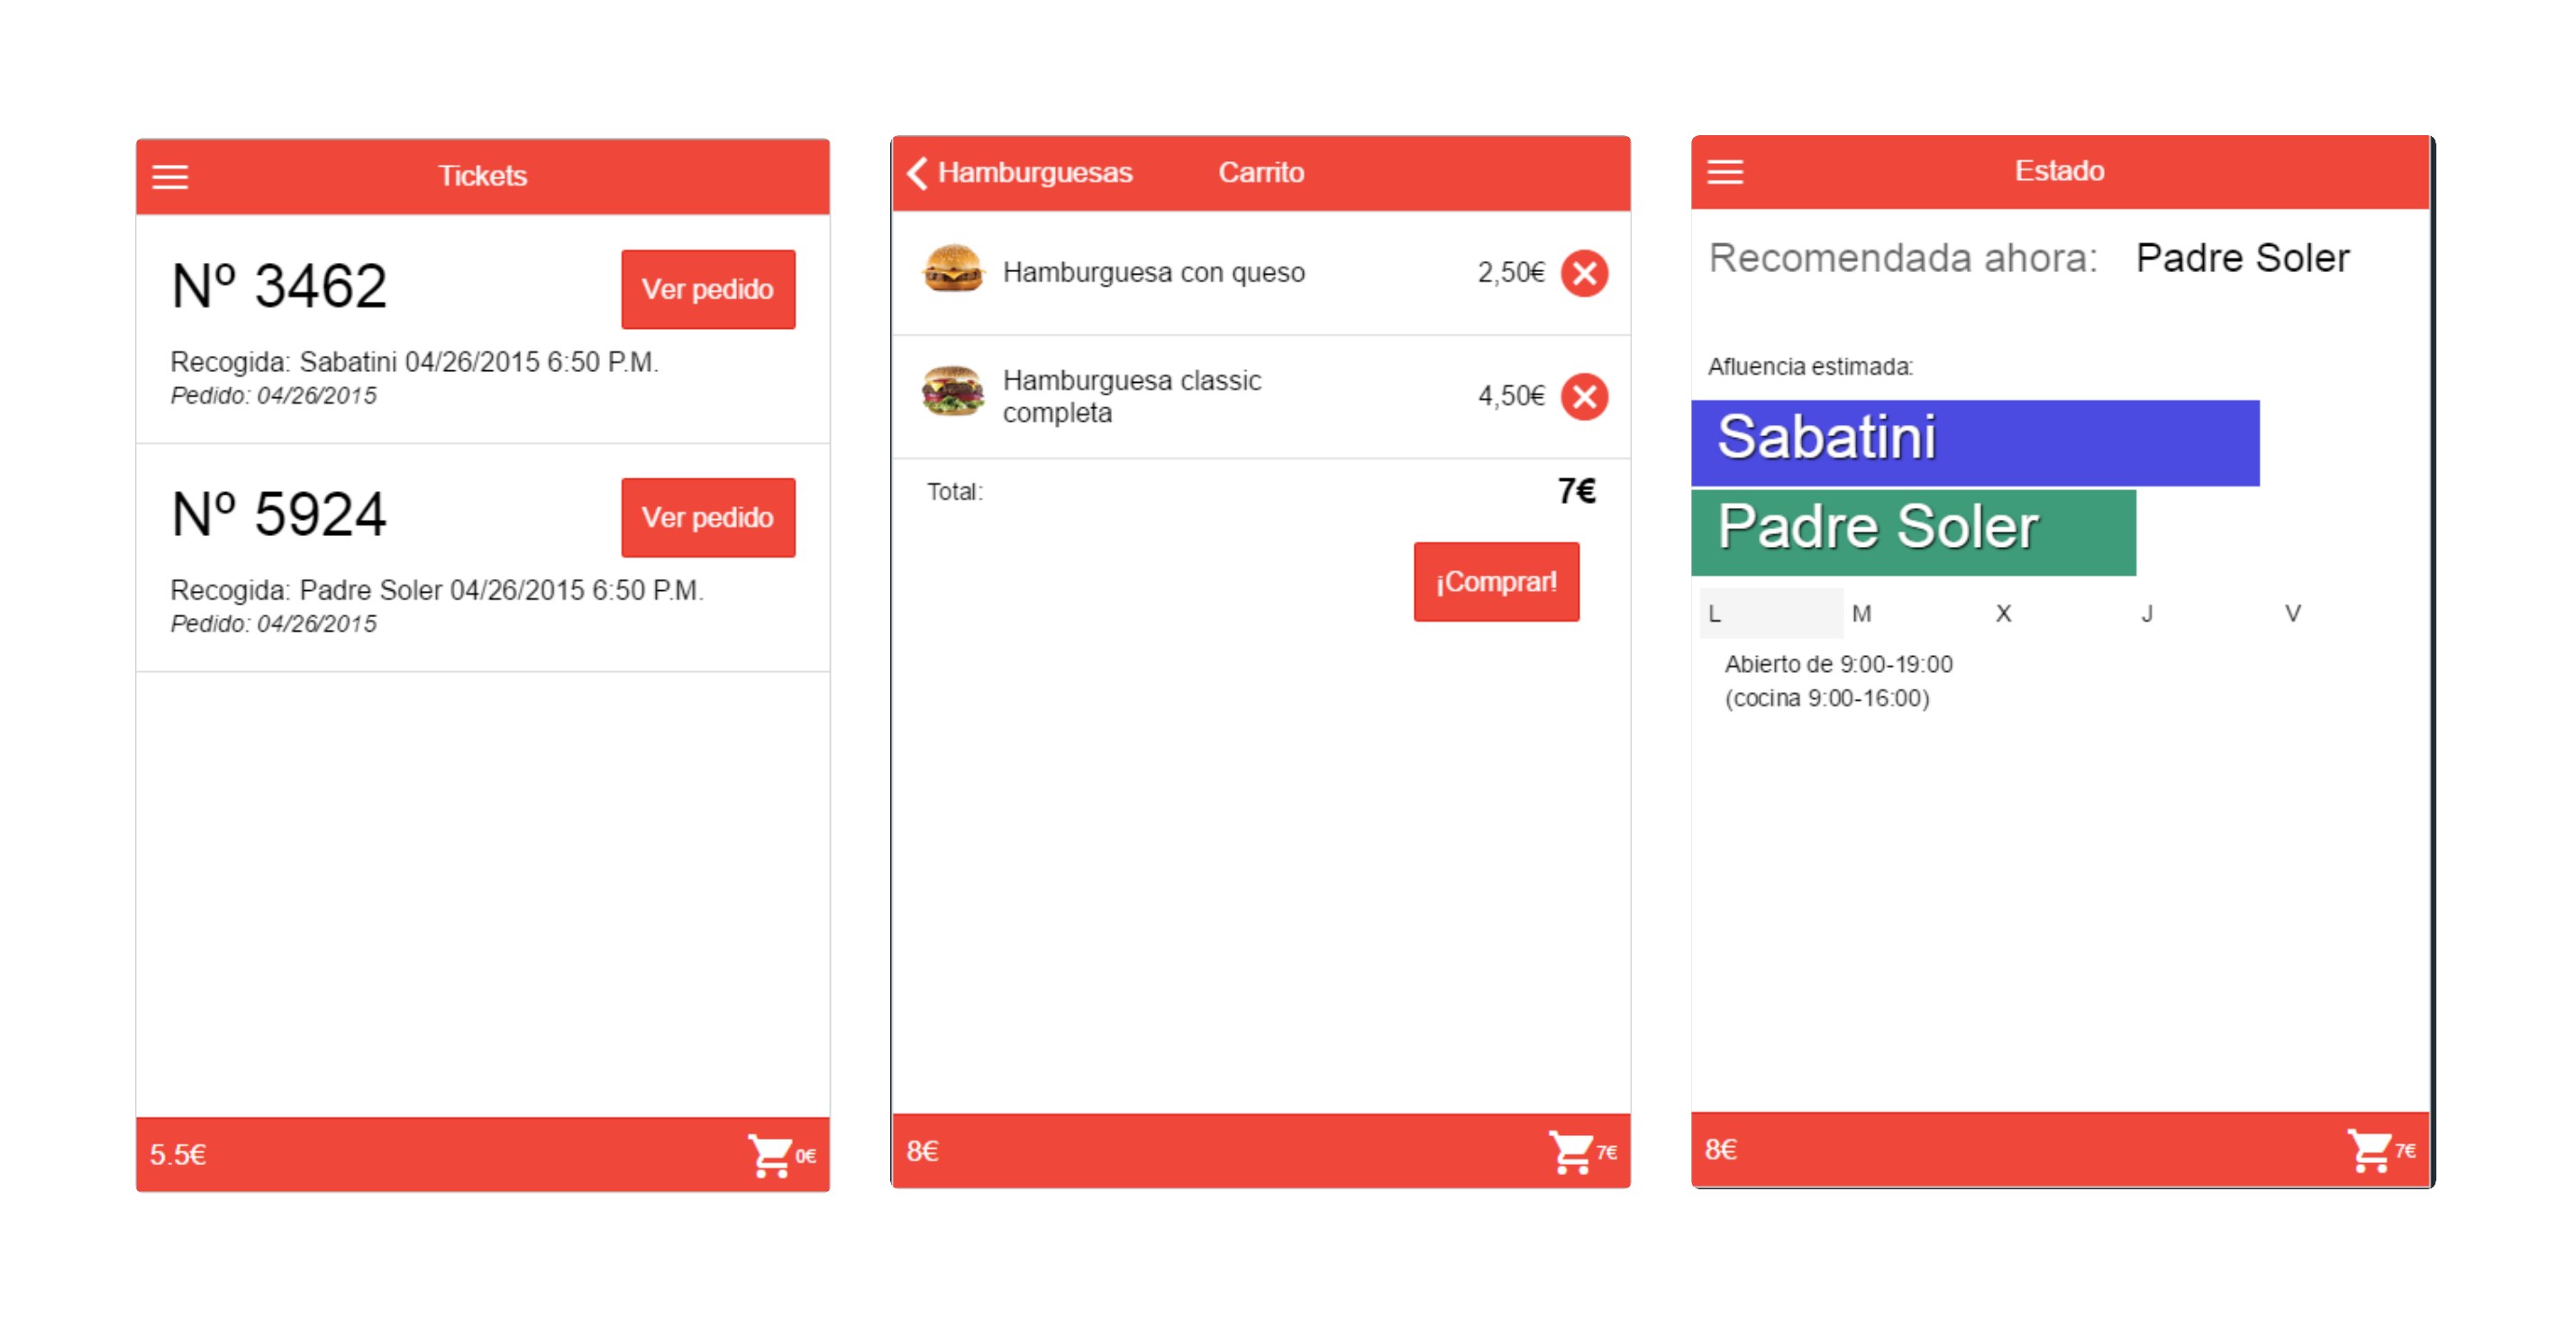 Tickets
Nº 3462
Ver pedido
Recogida: Sabatini 04/26/2015 6:50 P.M.
Pedido: 04/26/2015
Nº 5924
Ver pedido
Recogida: Padre Soler 04/26/2015 6:50 P.M.
Pedido: 04/26/2015
5.5€
0€
Hamburguesas
Carrito
Hamburguesa con queso
2,50€
Hamburguesa classic
completa
4,50€
Total:
7€
¡Comprar!
8€
7€
Estado
Recomendada ahora: Padre Soler
Afluencia estimada:
Sabatini
Padre Soler
L M X J V
Abierto de 9:00-19:00
(cocina 9:00-16:00)
8€
7€